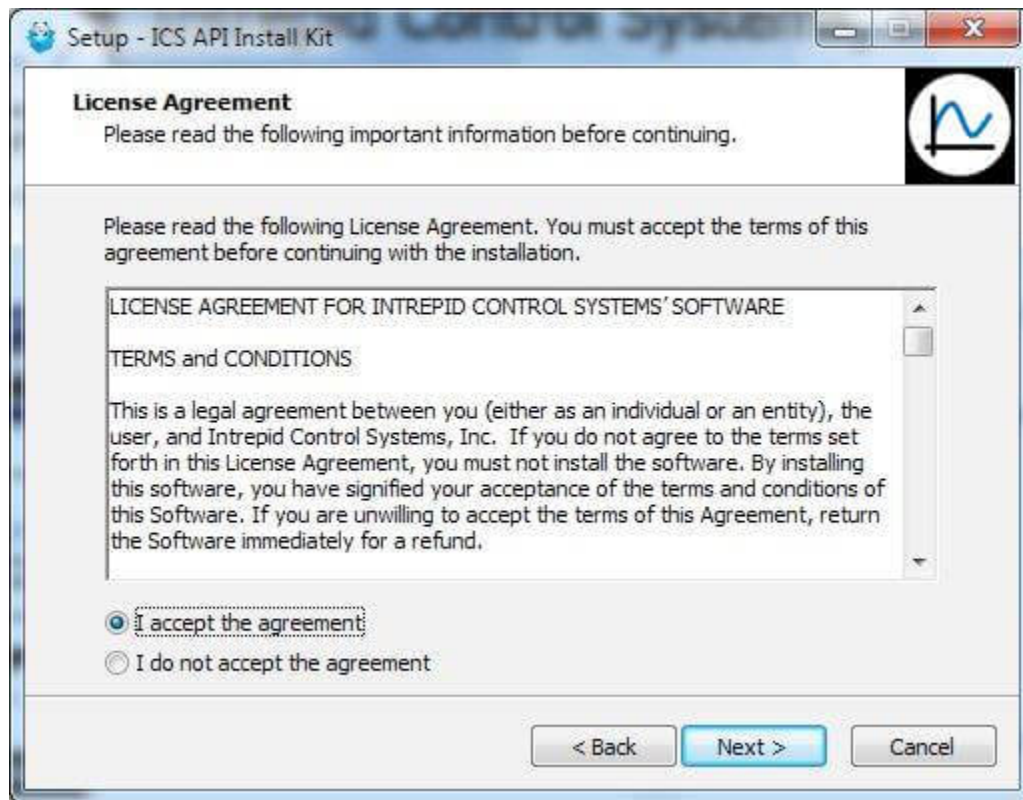 Setup - ICS API Install Kit
License Agreement
Please read the following important information before continuing.
Please read the following License Agreement. You must accept the terms of this
agreement before continuing with the installation.
LICENSE AGREEMENT FOR INTREPID CONTROL SYSTEMS´ SOFTWARE
TERMS and CONDITIONS
This is a legal agreement between you (either as an individual or an entity), the
user, and Intrepid Control Systems, Inc.  If you do not agree to the terms set
forth in this License Agreement, you must not install the software. By installing
this software, you have signified your acceptance of the terms and conditions of
this Software. If you are unwilling to accept the terms of this Agreement, return
the Software immediately for a refund.
I accept the agreement
I do not accept the agreement
< Back
Next >
Cancel